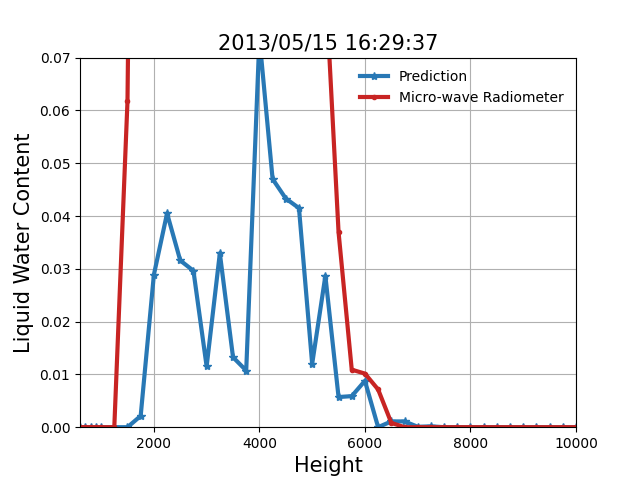 2013/05/15 16:29:37
Prediction
Micro-wave Radiometer
Liquid Water Content
0.07
0.06
0.05
0.04
0.03
0.02
0.01
0.00
2000 4000 6000 8000 10000
Height